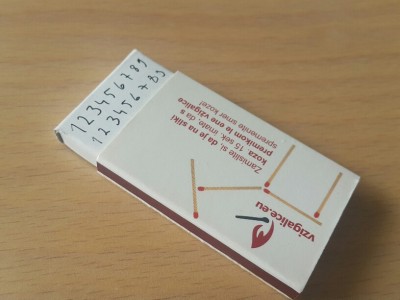 123456789
123456789
Zamislite si, da je na sliki
koza. 15 sek. imate, da s
premikom le ene vžigalice
spremenite smer koze!
vzigalice.eu